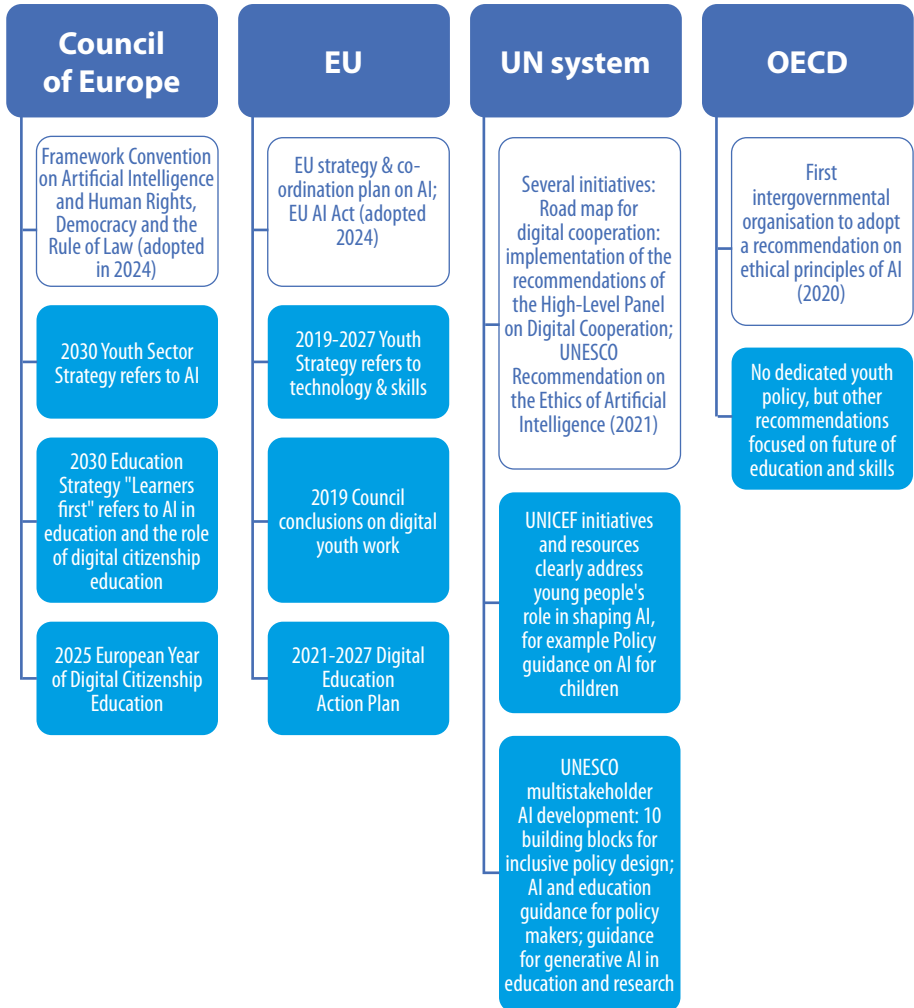 Council
of Europe
Framework Convention
on Artificial Intelligence
and Human Rights,
Democracy and the
Rule of Law (adopted
in 2024)
2030 Youth Sector
Strategy refers to AI
2030 Education
Strategy "Learners
first" refers to AI in
education and the role
of digital citizenship
education
2025 European Year
of Digital Citizenship
Education
EU
EU strategy & co-
ordination plan on AI;
EU AI Act (adopted
2024)
2019-2027 Youth
Strategy refers to
technology & skills
2019 Council
conclusions on digital
youth work
2021-2027 Digital
Education
Action Plan
UN system
Several initiatives:
Road map for
digital cooperation:
implementation of the
recommendations of
the High-Level Panel
on Digital Cooperation;
UNESCO
Recommendation on
the Ethics of Artificial
Intelligence (2021)
UNICEF initiatives
and resources
clearly address
young people's
role in shaping AI,
for example Policy
guidance on AI for
children
UNESCO
multistakeholder
AI development: 10
building blocks for
inclusive policy design;
AI and education
guidance for policy
makers; guidance
for generative AI in
education and research
OECD
First
intergovernmental
organisation to adopt
a recommendation on
ethical principles of AI
(2020)
No dedicated youth
policy, but other
recommendations
focused on future of
education and skills